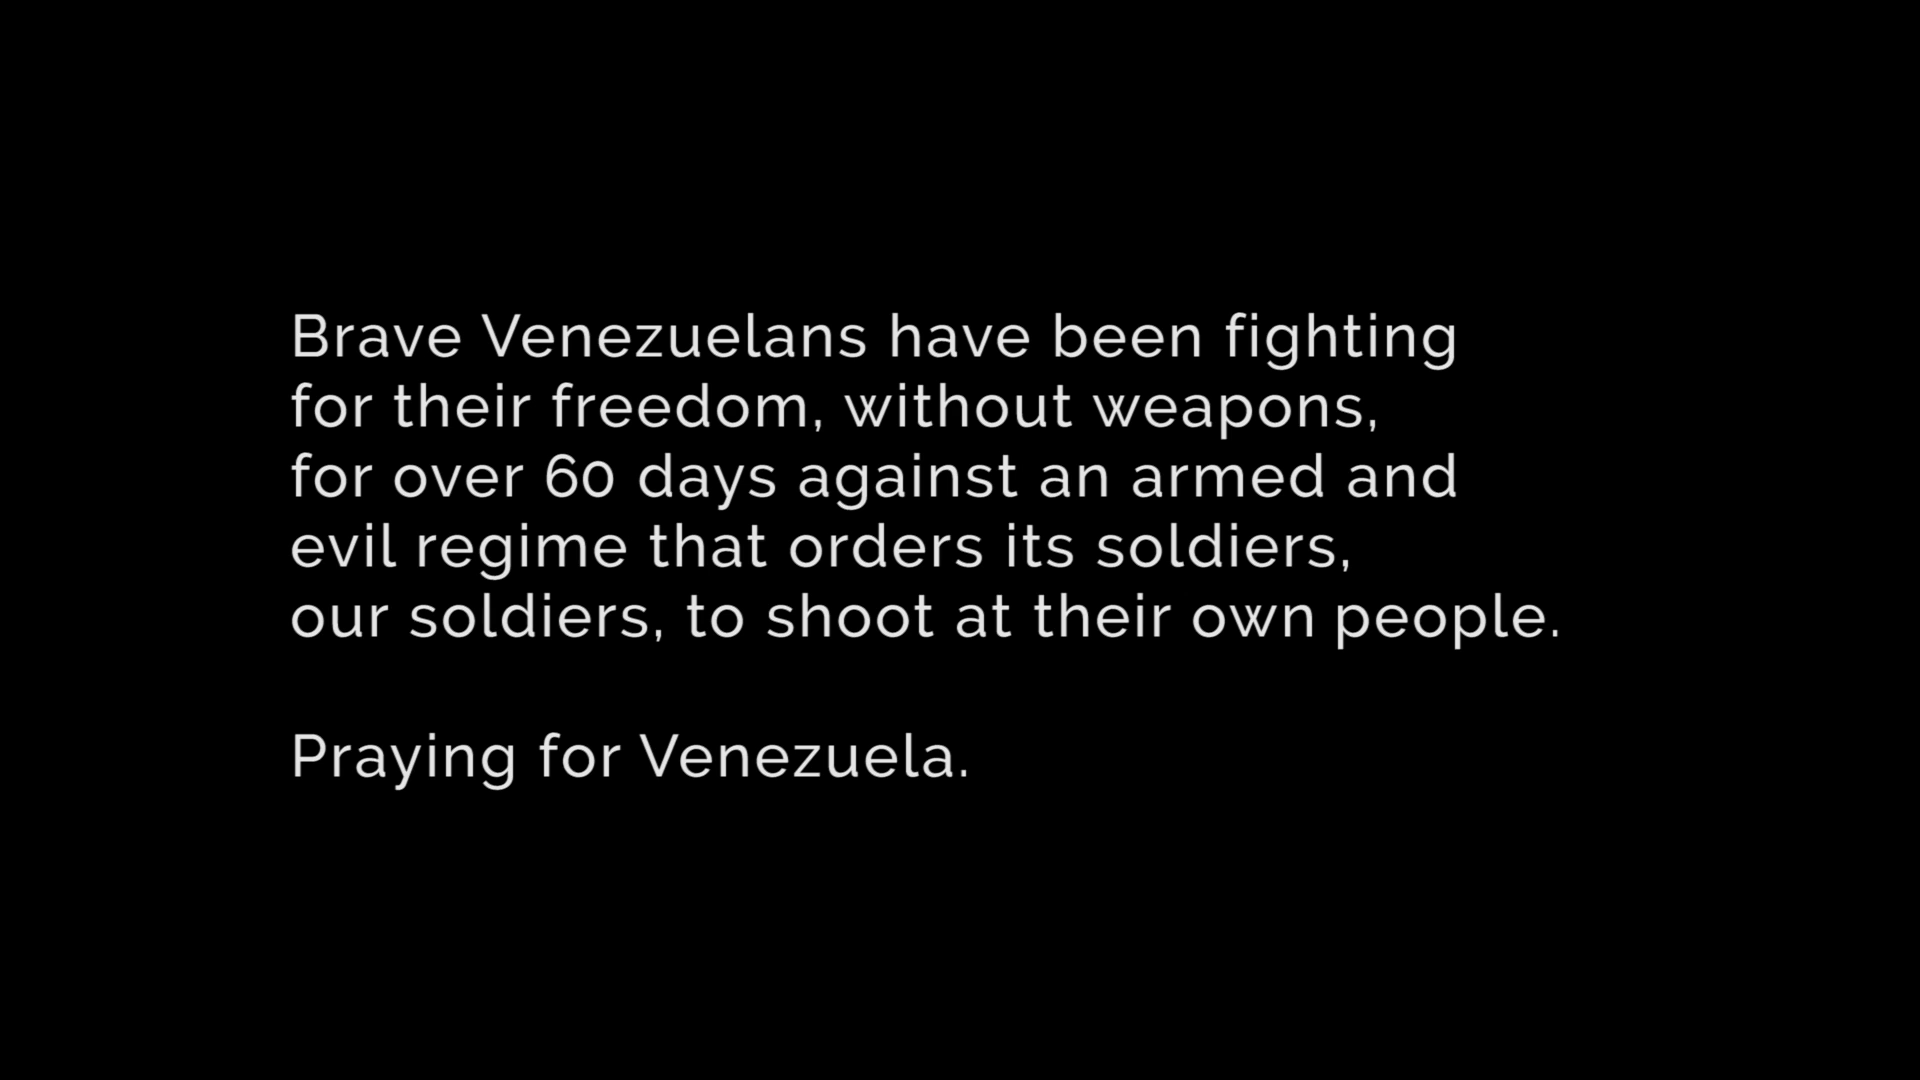 Brave Venezuelans have been fighting
for their freedom, without weapons,
for over 60 days against an armed and
evil regime that orders its soldiers,
our soldiers, to shoot at their own people.
Praying for Venezuela.